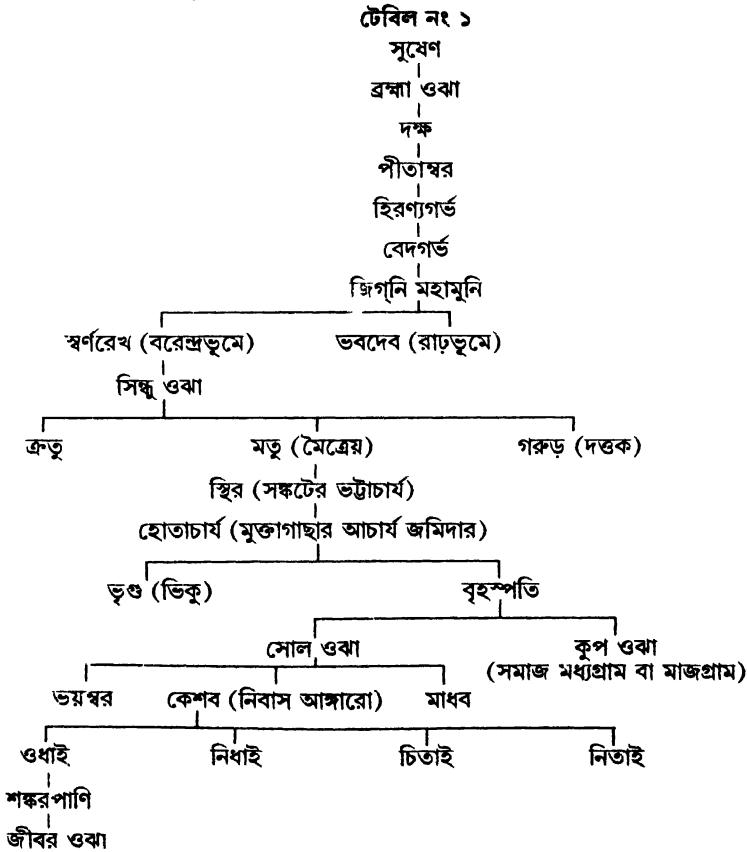 টেবিল নং ১
সুষেণ
ব্রহ্মা ওঝা
দক্ষ
পীতাম্বর
হিরণ্যগর্ভ
বেদগর্ভ
জিগ্‌নি মহামুনি
স্বর্ণরেখ (বরেন্দ্রভূমে) ভবদেব (রাঢ়ভূমে)
সিন্ধু ওঝা
ক্রতু মতু (মৈত্রেয়) গরুড় (দত্তক)
স্থির (সঙ্কটের ভট্টাচার্য)
হোতাচার্য (মুক্তাগাছার আচার্য জমিদার)
ভৃগু (ভিকু) বৃহস্পতি
সোল ওঝা কুপ ওঝা
(সমাজ মধ্যগ্রাম বা মাজগ্রাম)
ভয়ম্বর কেশব (নিবাস আঙ্গারো) মাধব
ওধাই নিধাই চিতাই নিতাই
শঙ্করপাণি
জীবর ওঝা